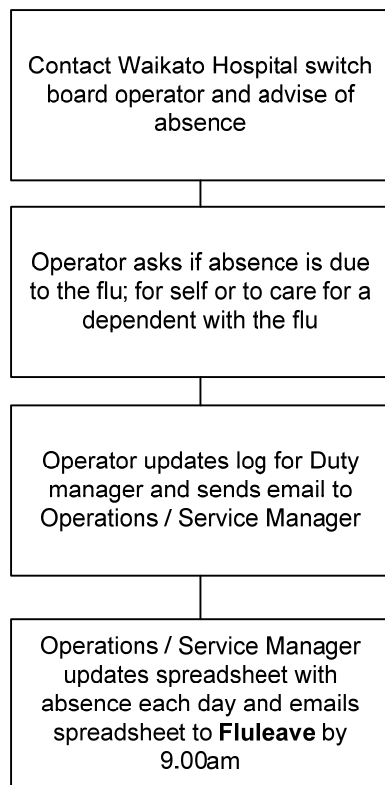 Contact Waikato Hospital switch
board operator and advise of
absence
Operator asks if absence is due
to the flu; for self or to care for a
dependent with the flu
Operator updates log for Duty
manager and sends email to
Operations / Service Manager
Operations / Service Manager
updates spreadsheet with
absence each day and emails
spreadsheet to Fluleave by
9.00am